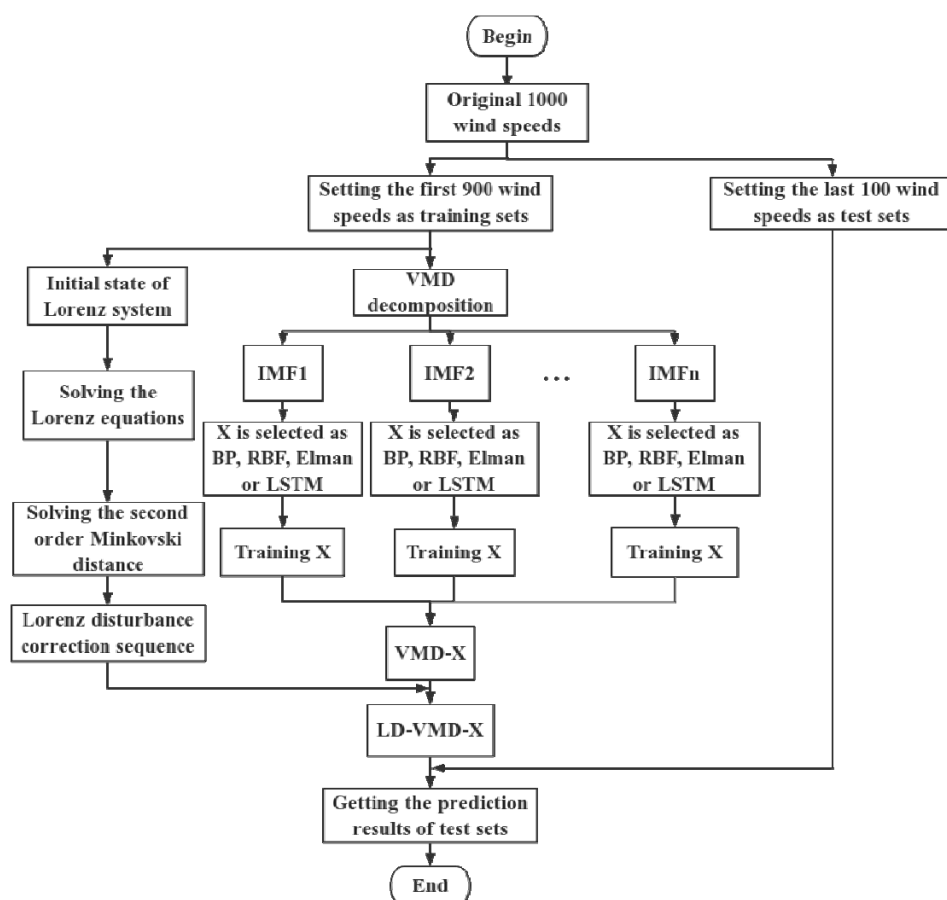 Begin
Original 1000
wind speeds
Setting the first 900 wind
speeds as training sets
Setting the last 100 wind
speeds as test sets
Initial state of
Lorenz system
VMD
decomposition
IMF1
IMF2
...
IMFn
Solving the
Lorenz equations
X is selected as
BP, RBF, Elman
or LSTM
X is selected as
BP, RBF, Elman
or LSTM
X is selected as
BP, RBF, Elman
or LSTM
Solving the second
order Minkovski
distance
Training X
Training X
Training X
Lorenz disturbance
correction sequence
VMD-X
LD-VMD-X
Getting the prediction
results of test sets
End